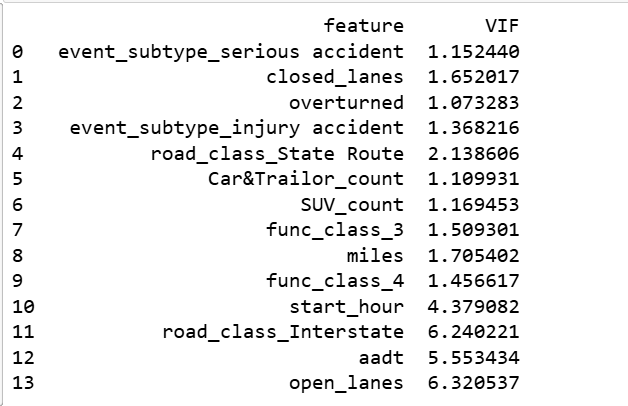 feature VIF
0 event_subtype_serious accident 1.152440
1 closed_lanes 1.652017
2 overturned 1.073283
3 event_subtype_injury accident 1.368216
4 road_class_State Route 2.138606
5 Car&Trailor_count 1.109931
6 SUV_count 1.169453
7 func_class_3 1.509301
8 miles 1.705402
9 func_class_4 1.456617
10 start_hour 4.379082
11 road_class_Interstate 6.240221
12 aadt 5.553434
13 open_lanes 6.320537